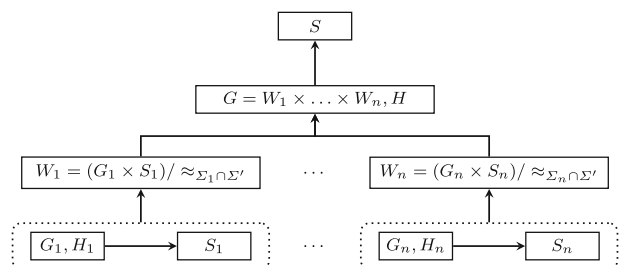 S
G = W₁ × … × Wₙ, H
W₁ = (G₁ × S₁)/ ≈_{Σ₁∩Σ′} … Wₙ = (Gₙ × Sₙ)/ ≈_{Σₙ∩Σ′}
G₁, H₁ S₁ … Gₙ, Hₙ Sₙ